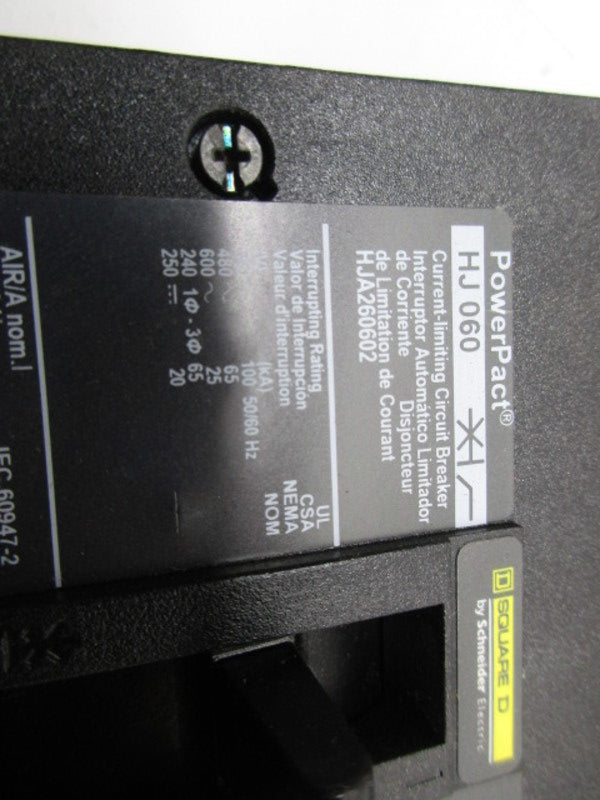 PowerPact®
HJ 060
Current-limiting Circuit Breaker
Interruptor Automático Limitador
de Corriente Disjoncteur
de Limitation de Courant
HJA260602
Interrupting Rating
Valor de Interrupción
Valeur d'interruption
(kA)
100 50/60 Hz
480 65
600 ~ 25
240 1Φ - 3Φ 65
250 ⎓ 20
UL
CSA
NEMA
NOM
AIR/A nom.I
IEC 60947-2
D SQUARE D
by Schneider Electric